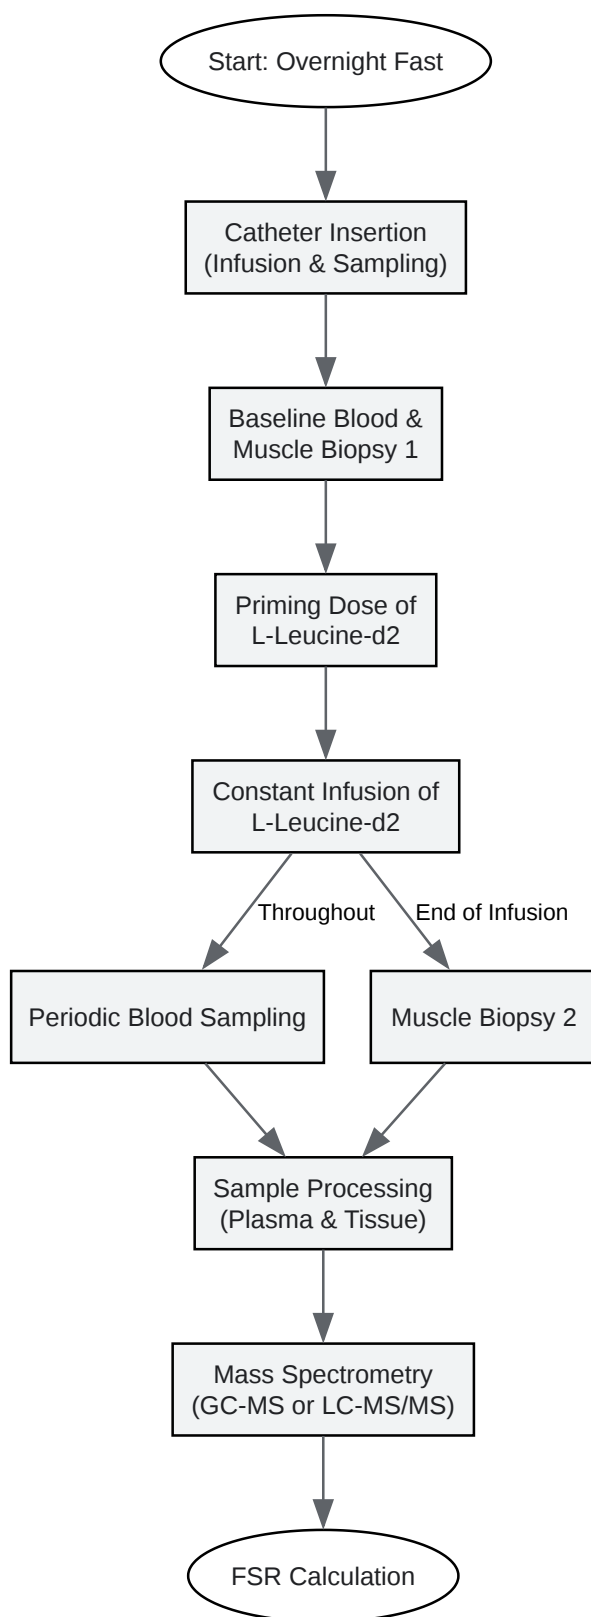 Start: Overnight Fast
Catheter Insertion
(Infusion & Sampling)
Baseline Blood &
Muscle Biopsy 1
Priming Dose of
L-Leucine-d2
Constant Infusion of
L-Leucine-d2
Throughout
End of Infusion
Periodic Blood Sampling
Muscle Biopsy 2
Sample Processing
(Plasma & Tissue)
Mass Spectrometry
(GC-MS or LC-MS/MS)
FSR Calculation